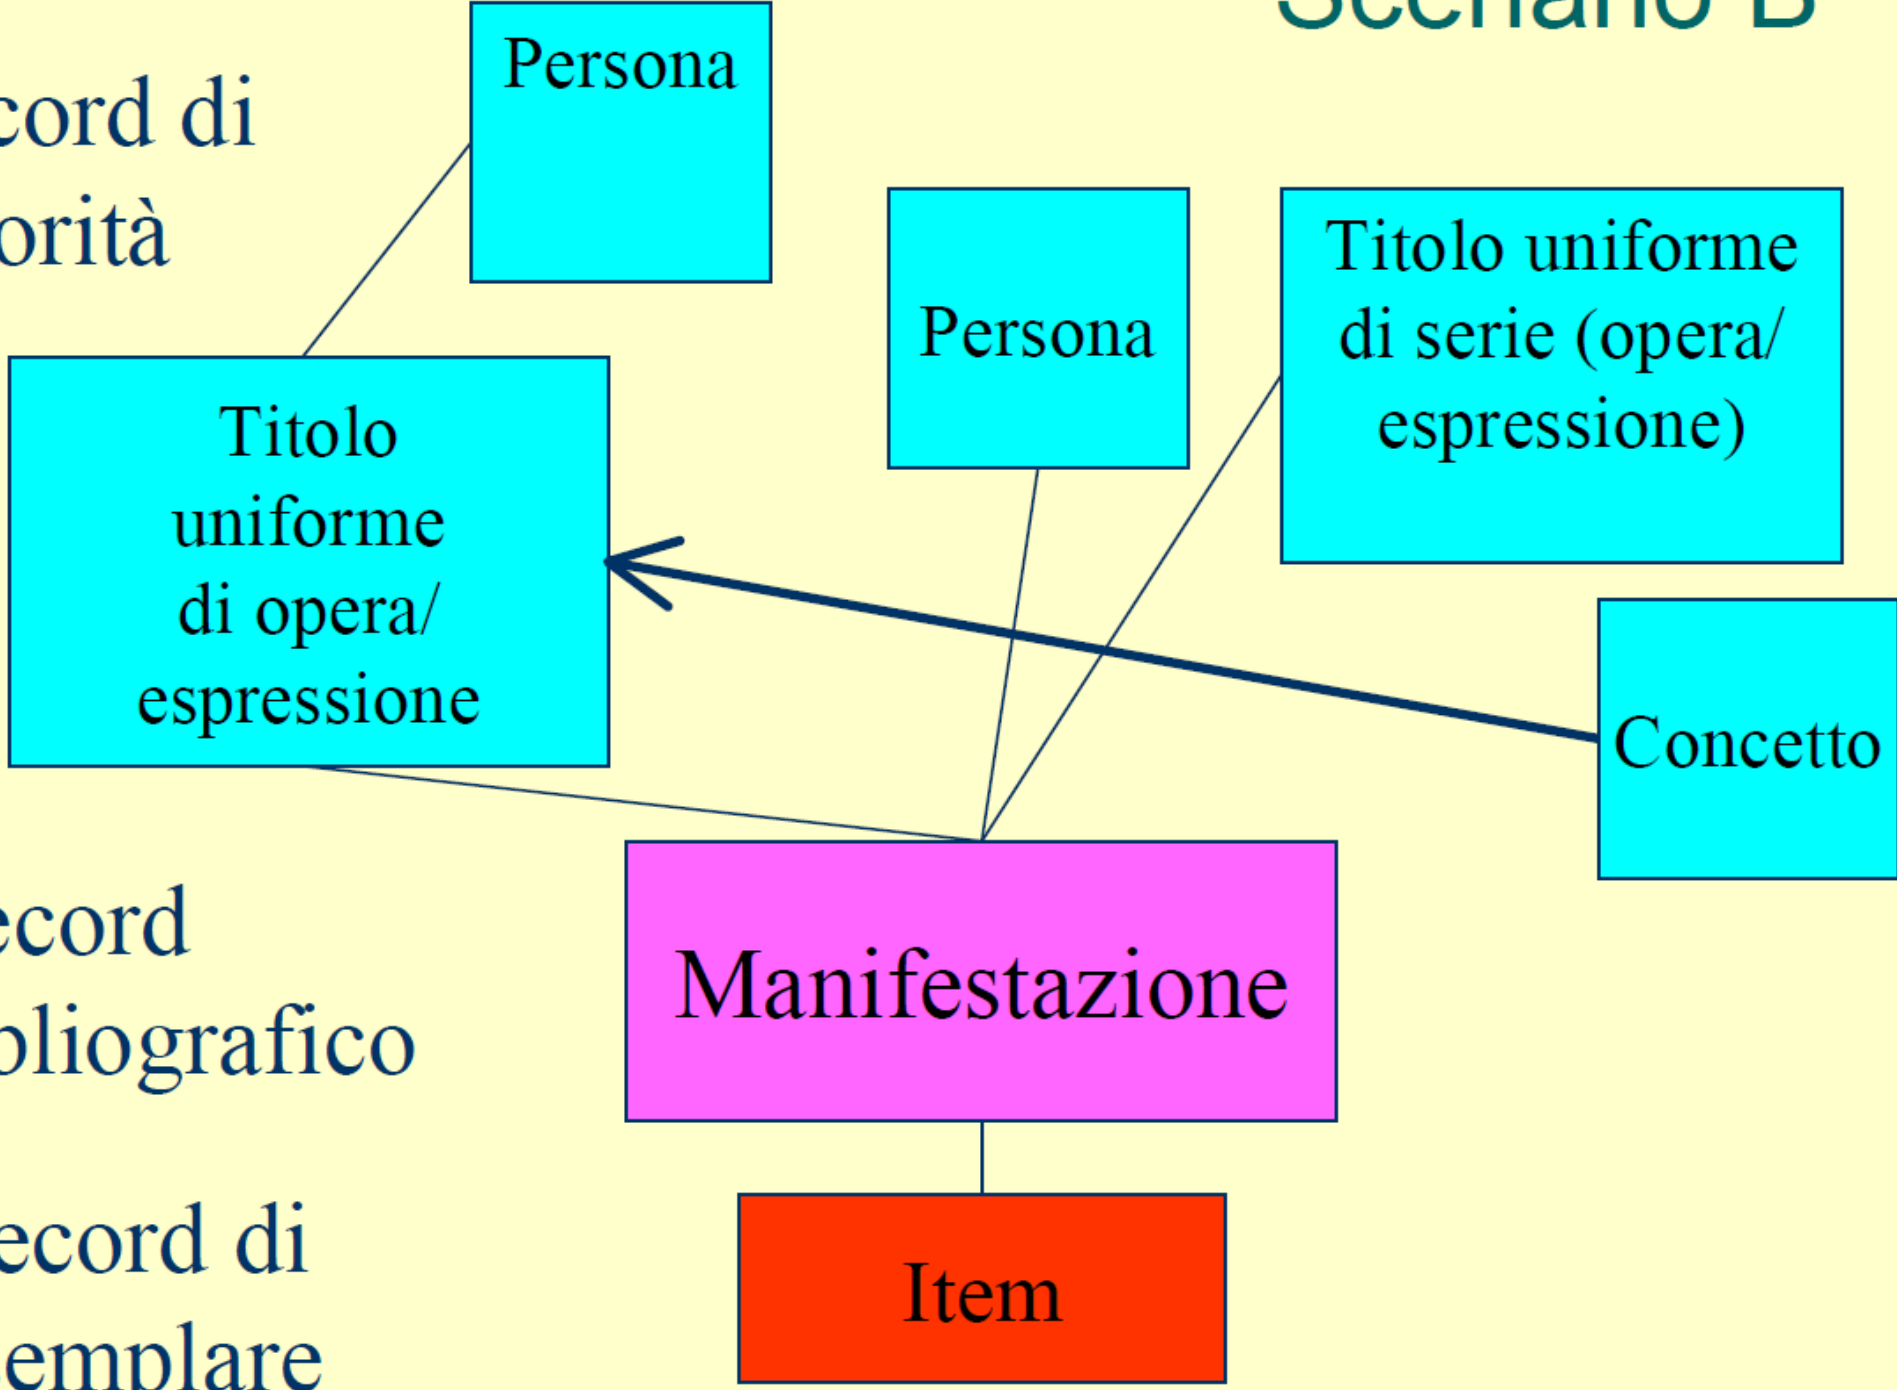 Scenario B
Persona
cord di
orità
Persona
Titolo uniforme
di serie (opera/
espressione)
Titolo
uniforme
di opera/
espressione
Concetto
ecord
bliografico
Manifestazione
ecord di
emplare
Item